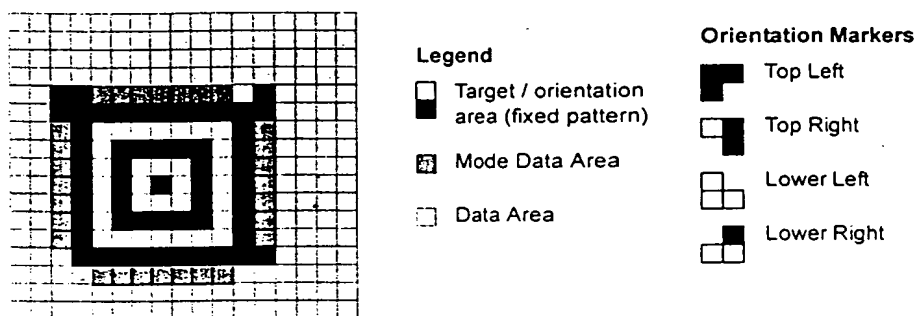 Legend
Target / orientation
area (fixed pattern)
Mode Data Area
Data Area
Orientation Markers
Top Left
Top Right
Lower Left
Lower Right